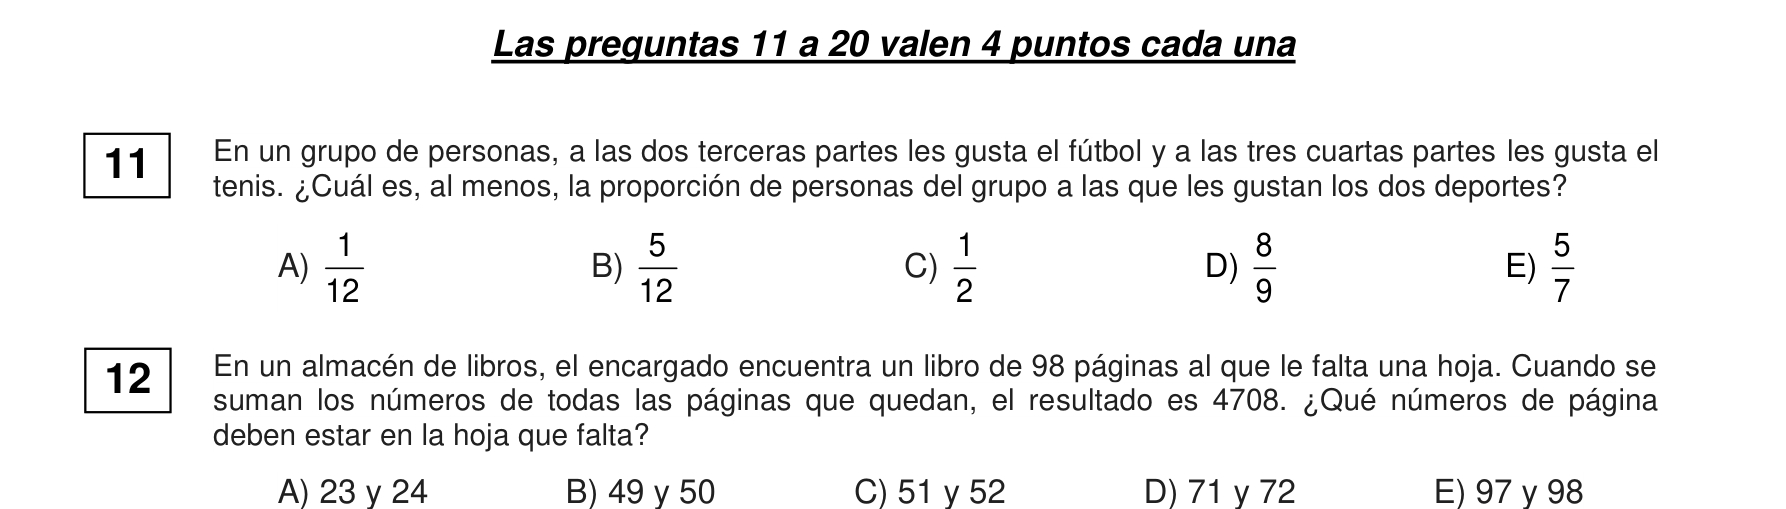 Las preguntas 11 a 20 valen 4 puntos cada una
11
En un grupo de personas, a las dos terceras partes les gusta el fútbol y a las tres cuartas partes les gusta el
tenis. ¿Cuál es, al menos, la proporción de personas del grupo a las que les gustan los dos deportes?
A) 1/12 B) 5/12 C) 1/2 D) 8/9 E) 5/7
12
En un almacén de libros, el encargado encuentra un libro de 98 páginas al que le falta una hoja. Cuando se
suman los números de todas las páginas que quedan, el resultado es 4708. ¿Qué números de página
deben estar en la hoja que falta?
A) 23 y 24 B) 49 y 50 C) 51 y 52 D) 71 y 72 E) 97 y 98